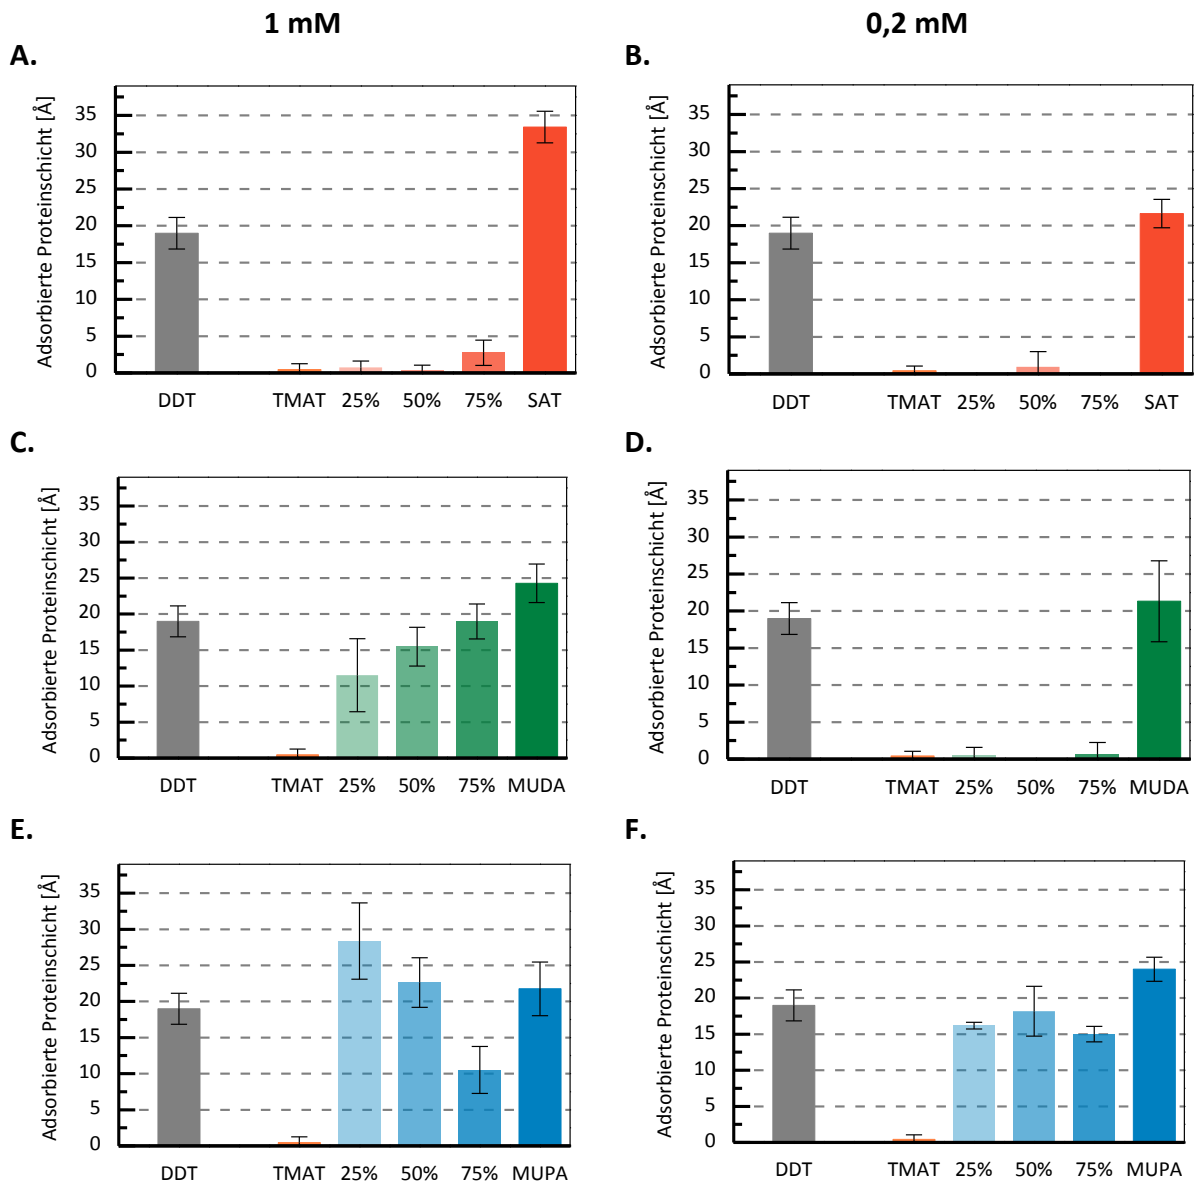 1 mM
0,2 mM
A.
Adsorbierte Proteinschicht [Å]
35
30
25
20
15
10
5
0
DDT TMAT 25% 50% 75% SAT
B.
Adsorbierte Proteinschicht [Å]
35
30
25
20
15
10
5
0
DDT TMAT 25% 50% 75% SAT
C.
Adsorbierte Proteinschicht [Å]
35
30
25
20
15
10
5
0
DDT TMAT 25% 50% 75% MUDA
D.
Adsorbierte Proteinschicht [Å]
35
30
25
20
15
10
5
0
DDT TMAT 25% 50% 75% MUDA
E.
Adsorbierte Proteinschicht [Å]
35
30
25
20
15
10
5
0
DDT TMAT 25% 50% 75% MUPA
F.
Adsorbierte Proteinschicht [Å]
35
30
25
20
15
10
5
0
DDT TMAT 25% 50% 75% MUPA